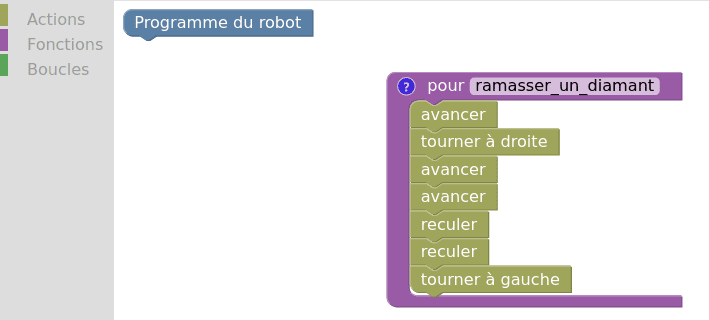 Actions
Fonctions
Boucles
Programme du robot
? pour ramasser_un_diamant
avancer
tourner à droite
avancer
avancer
reculer
reculer
tourner à gauche